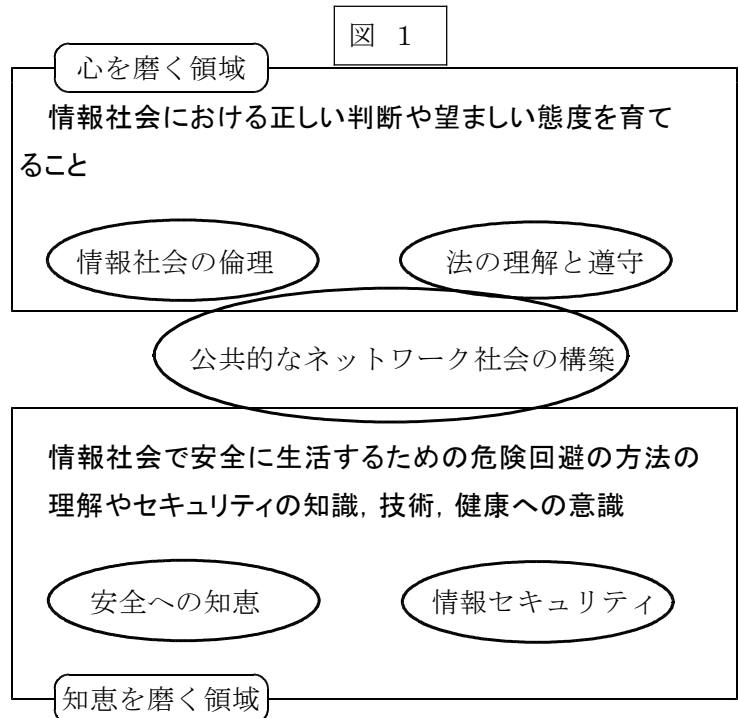 図 1
心を磨く領域
情報社会における正しい判断や望ましい態度を育て
ること
情報社会の倫理
法の理解と遵守
公共的なネットワーク社会の構築
情報社会で安全に生活するための危険回避の方法の
理解やセキュリティの知識，技術，健康への意識
安全への知恵
情報セキュリティ
知恵を磨く領域